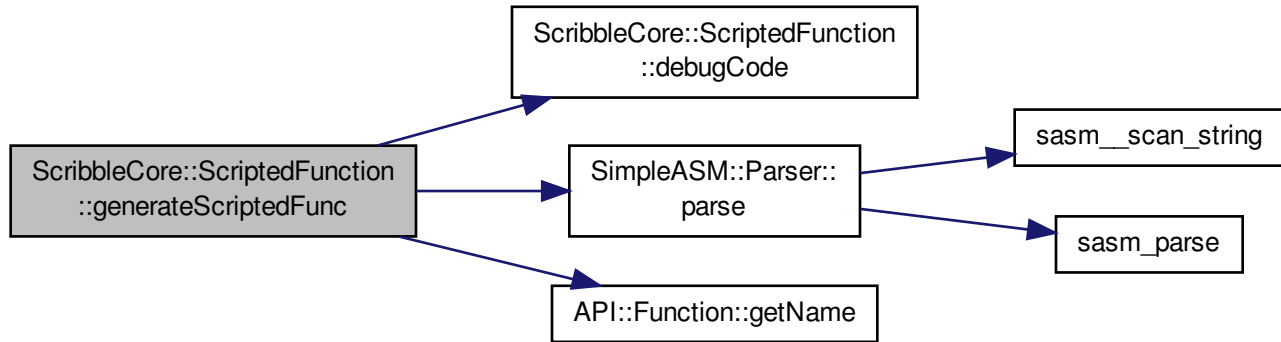 ScribbleCore::ScriptedFunction
::generateScriptedFunc
ScribbleCore::ScriptedFunction
::debugCode
SimpleASM::Parser::
parse
API::Function::getName
sasm__scan_string
sasm_parse